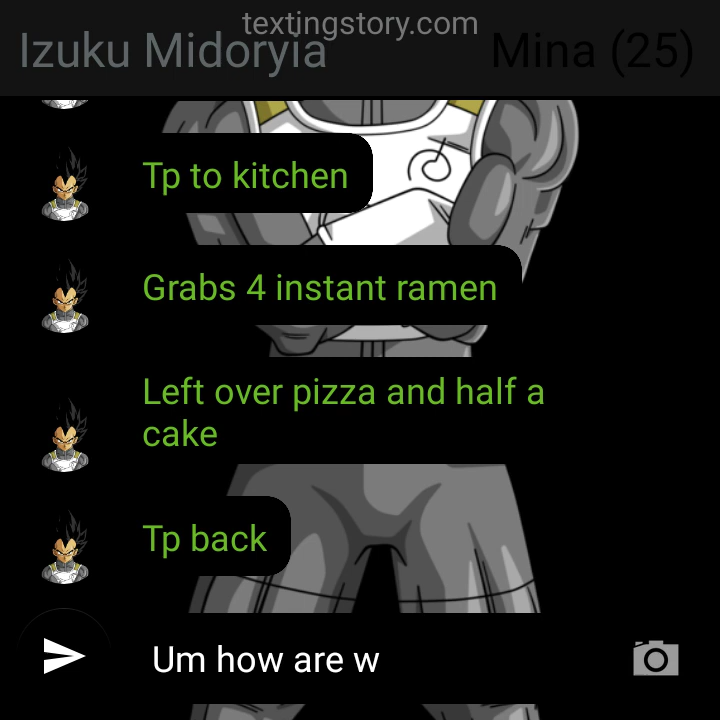 textingstory.com
Izuku Midoryia Mina (25)
Tp to kitchen
Grabs 4 instant ramen
Left over pizza and half a
cake
Tp back
Um how are w